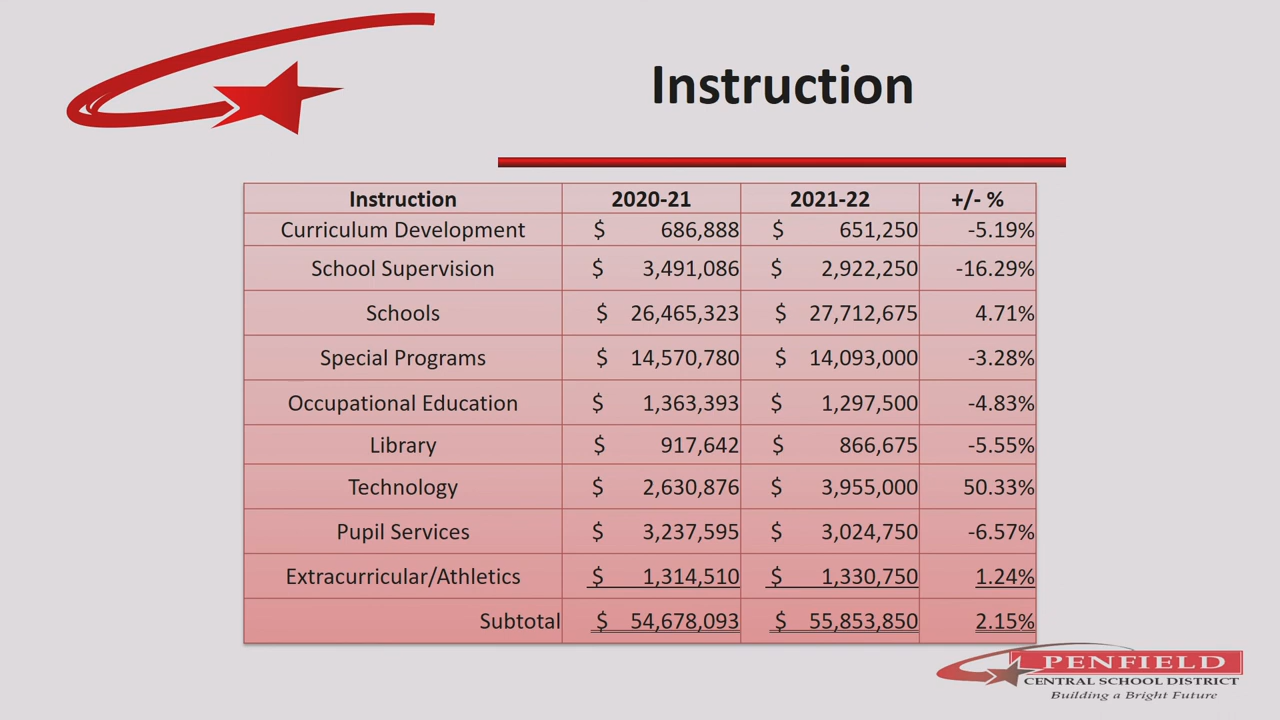 Instruction
Instruction 2020-21 2021-22 +/- %
Curriculum Development $ 686,888 $ 651,250 -5.19%
School Supervision $ 3,491,086 $ 2,922,250 -16.29%
Schools $ 26,465,323 $ 27,712,675 4.71%
Special Programs $ 14,570,780 $ 14,093,000 -3.28%
Occupational Education $ 1,363,393 $ 1,297,500 -4.83%
Library $ 917,642 $ 866,675 -5.55%
Technology $ 2,630,876 $ 3,955,000 50.33%
Pupil Services $ 3,237,595 $ 3,024,750 -6.57%
Extracurricular/Athletics $ 1,314,510 $ 1,330,750 1.24%
Subtotal $ 54,678,093 $ 55,853,850 2.15%
PENFIELD
CENTRAL SCHOOL DISTRICT
Building a Bright Future